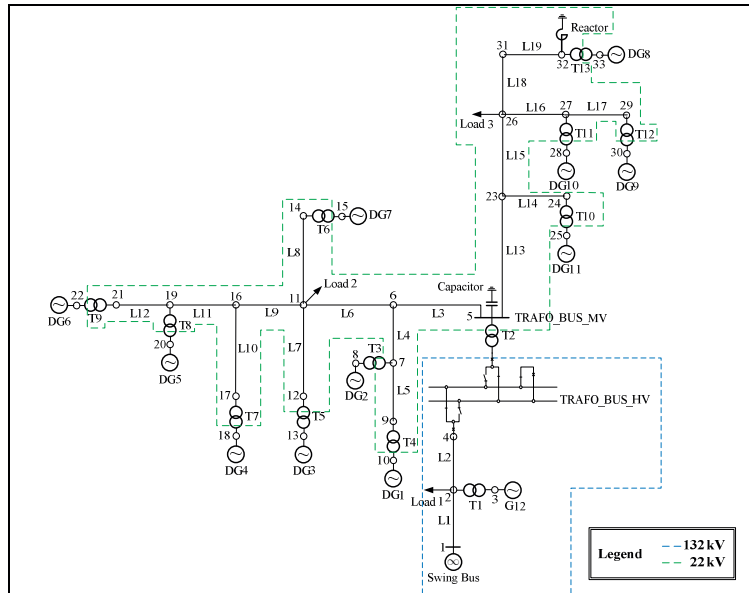 Reactor
31
L19
32
T13
33
DG8
L18
L16
27
L17
29
Load 3
26
T11
T12
28
30
L15
DG10
DG9
23
L14
24
T10
25
DG11
L13
14
15
DG7
T6
L8
Load 2
Capacitor
22
21
19
16
11
6
5
TRAFO_BUS_MV
DG6
T9
L12
L11
L9
L6
L3
T8
T2
20
DG5
L10
L7
L4
T3
8
7
DG2
L5
17
12
T7
T5
18
13
DG4
DG3
9
T4
10
DG1
TRAFO_BUS_HV
4
L2
Load 1
2
T1
3
G12
L1
1
Swing Bus
Legend
132 kV
22 kV